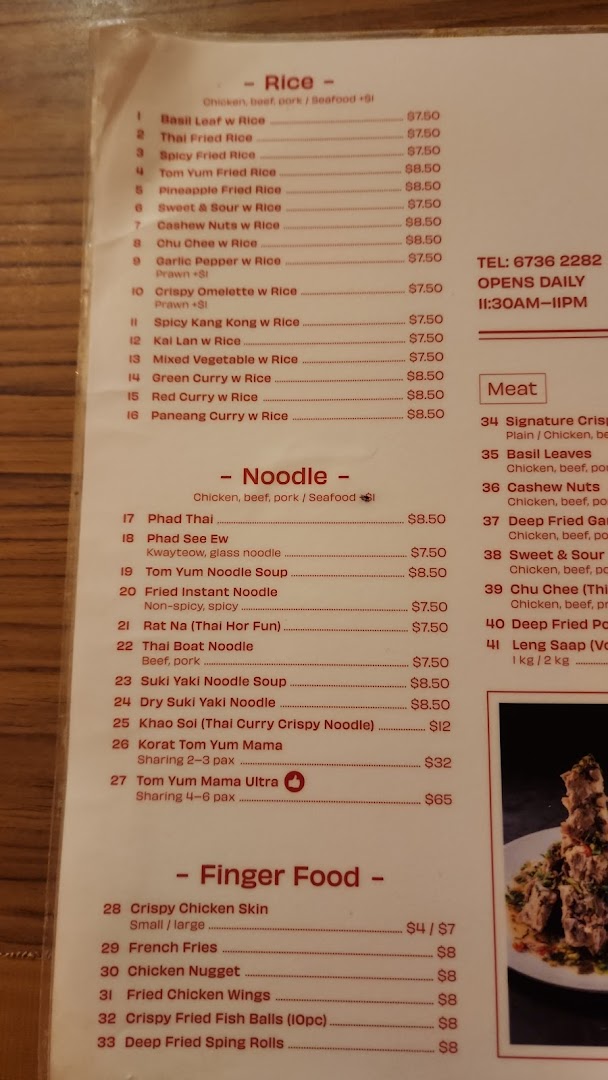 - Rice -
Chicken, beef, pork / Seafood +$1
1 Basil Leaf w Rice $7.50
2 Thai Fried Rice $7.50
3 Spicy Fried Rice $7.50
4 Tom Yum Fried Rice $8.50
5 Pineapple Fried Rice $8.50
6 Sweet & Sour w Rice $7.50
7 Cashew Nuts w Rice $8.50
8 Chu Chee w Rice $8.50
9 Garlic Pepper w Rice $7.50
Prawn +$1
10 Crispy Omelette w Rice $7.50
Prawn +$1
11 Spicy Kang Kong w Rice $7.50
12 Kai Lan w Rice $7.50
13 Mixed Vegetable w Rice $7.50
14 Green Curry w Rice $8.50
15 Red Curry w Rice $8.50
16 Paneang Curry w Rice $8.50
- Noodle -
Chicken, beef, pork / Seafood
17 Phad Thai $8.50
18 Phad See Ew
Kwayteow, glass noodle $7.50
19 Tom Yum Noodle Soup $8.50
20 Fried Instant Noodle
Non-spicy, spicy $7.50
21 Rat Na (Thai Hor Fun) $7.50
22 Thai Boat Noodle
Beef, pork $7.50
23 Suki Yaki Noodle Soup $8.50
24 Dry Suki Yaki Noodle $8.50
25 Khao Soi (Thai Curry Crispy Noodle) $12
26 Korat Tom Yum Mama
Sharing 2-3 pax $32
27 Tom Yum Mama Ultra
Sharing 4-6 pax $65
- Finger Food -
28 Crispy Chicken Skin
Small / large $4 / $7
29 French Fries $8
30 Chicken Nugget $8
31 Fried Chicken Wings $8
32 Crispy Fried Fish Balls (10pc) $8
33 Deep Fried Sping Rolls $8
TEL: 6736 2282
OPENS DAILY
11:30AM–11PM
Meat
34 Signature Crisp
Plain / Chicken, be
35 Basil Leaves
Chicken, beef, po
36 Cashew Nuts
Chicken, beef, po
37 Deep Fried Ga
Chicken, beef, po
38 Sweet & Sour
Chicken, beef, po
39 Chu Chee (Thi
Chicken, beef, pr
40 Deep Fried Po
41 Leng Saap (Vo
1 kg / 2 kg